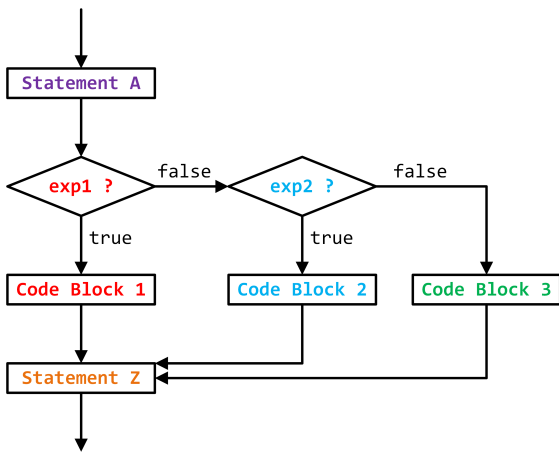 Statement A
exp1 ?
false
exp2 ?
false
true
true
Code Block 1
Code Block 2
Code Block 3
Statement Z